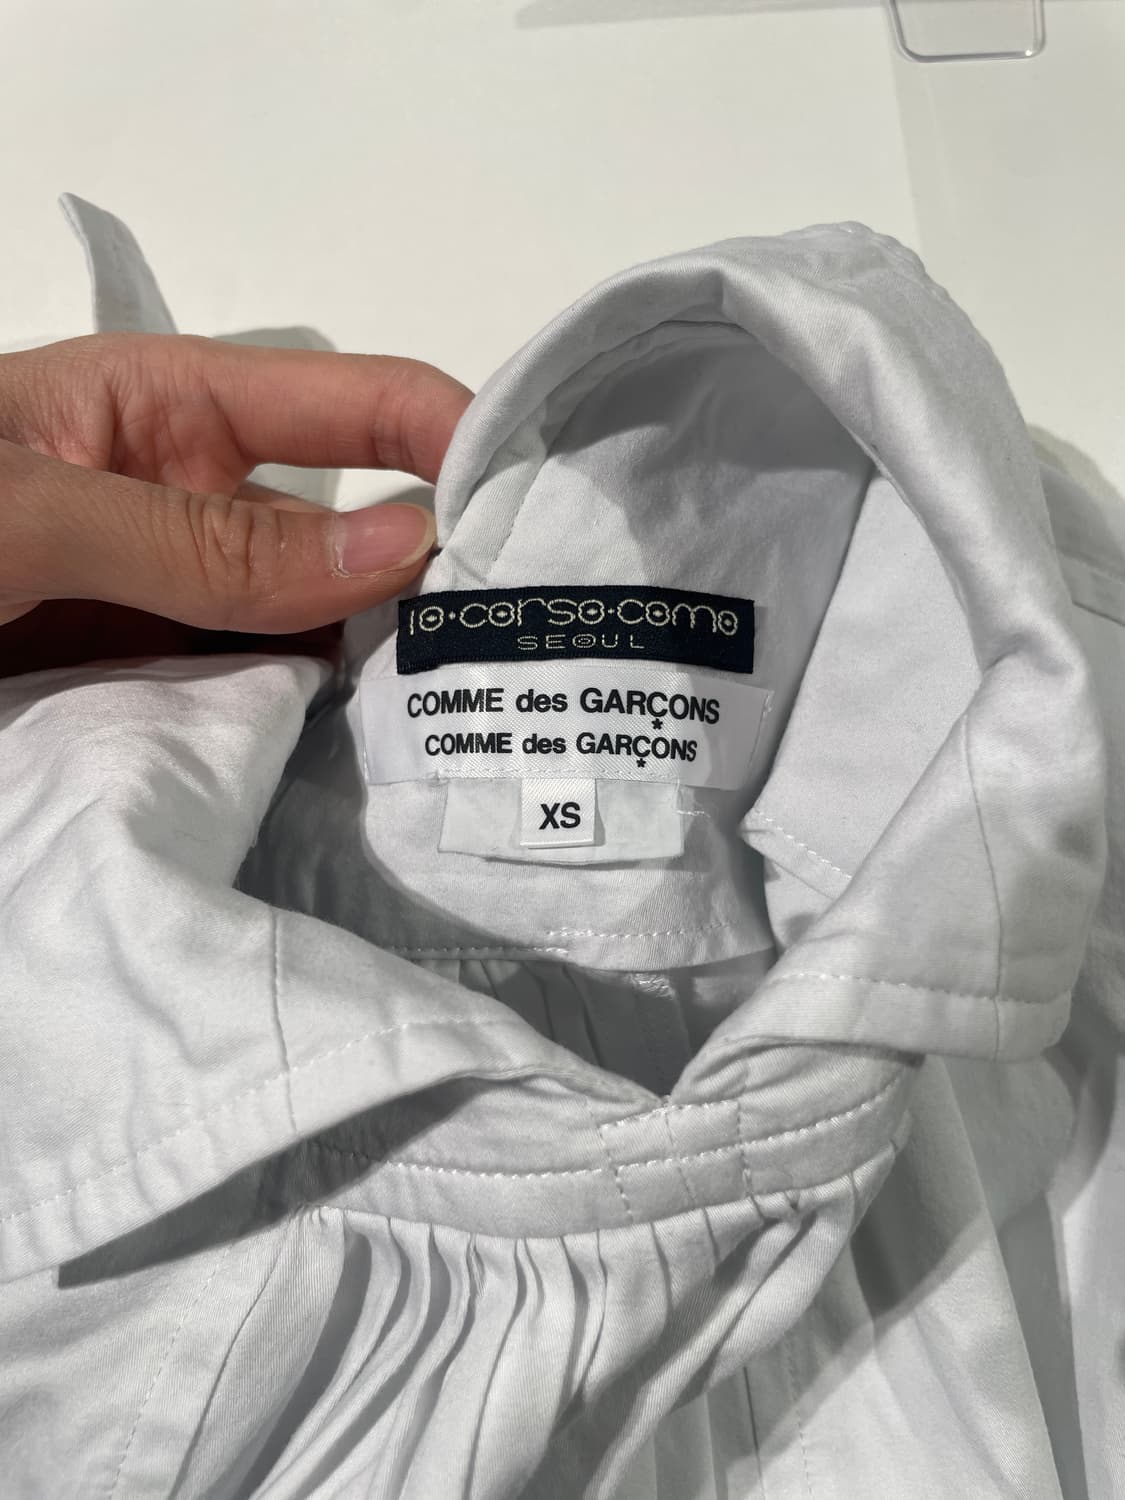 10·corso·como
SEOUL
COMME des GARÇONS
COMME des GARÇONS
XS